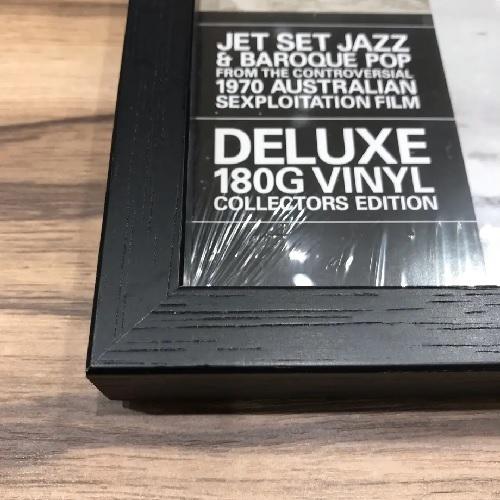 JET SET JAZZ
& BAROQUE POP
FROM THE CONTROVERSIAL
1970 AUSTRALIAN
SEXPLOITATION FILM
DELUXE
180G VINYL
COLLECTORS EDITION